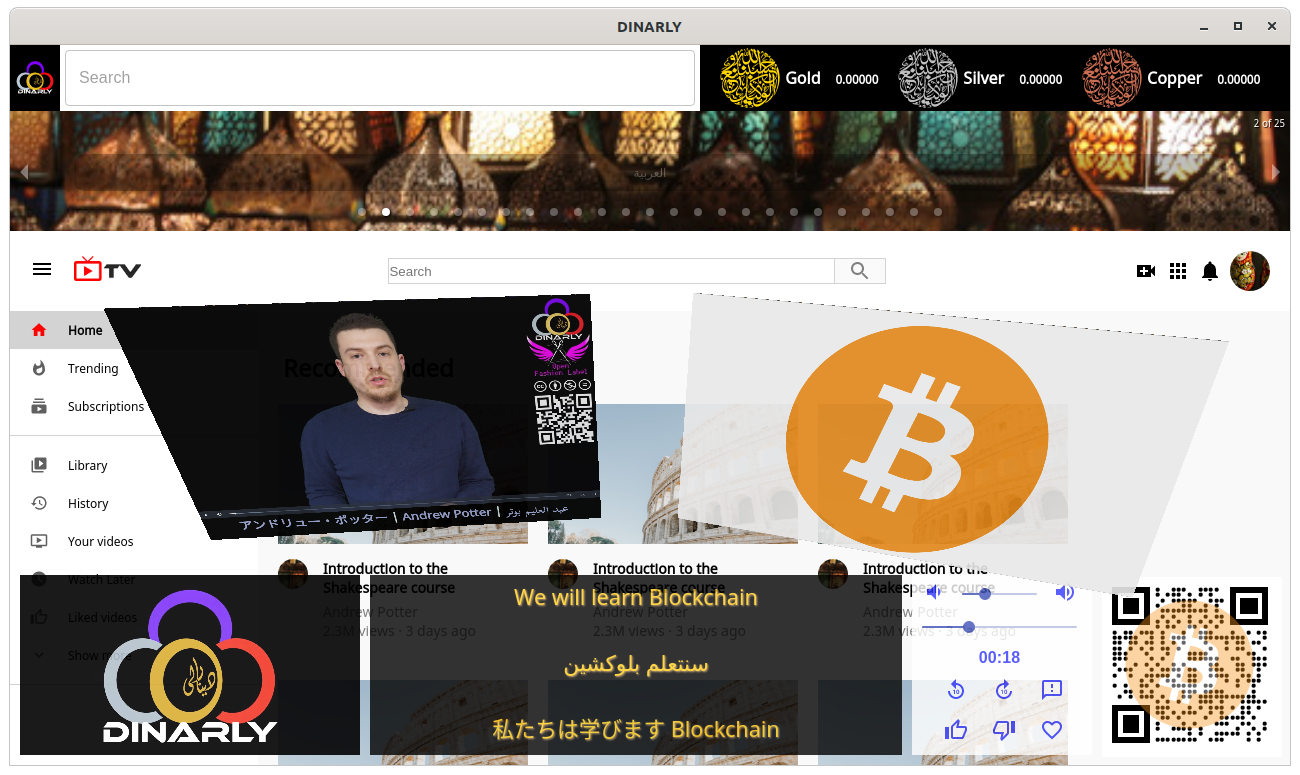 DINARLY
DINARLY
Search
Gold 0.00000
Silver 0.00000
Copper 0.00000
2 of 25
العربية
TV
Search
Home
Trending
Subscriptions
Library
History
Your videos
Watch Later
Liked videos
Show more
DINARLY
Open
Fashion Label
アンドリュー・ポッター | Andrew Potter | عبد العليم بوتر
Introduction to the
Shakespeare course
Andrew Potter
2.3M views · 3 days ago
Introduction to the
Shakespeare course
Andrew Potter
2.3M views · 3 days ago
Introduction to the
Shakespeare course
Andrew Potter
2.3M views · 3 days ago
DINARLY
We will learn Blockchain
سنتعلم بلوكشين
私たちは学びます Blockchain
00:18
10
10